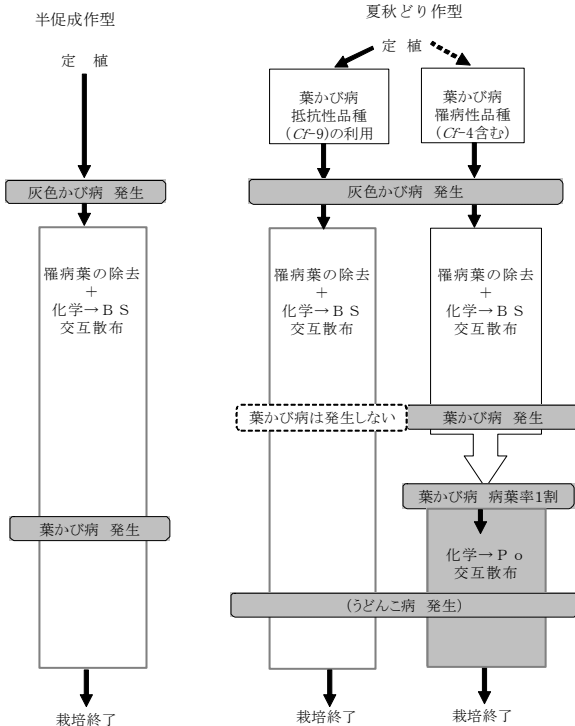 半促成作型
定 植
灰色かび病 発生
罹病葉の除去
+
化学→BS
交互散布
葉かび病 発生
栽培終了
夏秋どり作型
定 植
葉かび病
抵抗性品種
(Cf-9)の利用
葉かび病
罹病性品種
(Cf-4含む)
灰色かび病 発生
罹病葉の除去
+
化学→BS
交互散布
罹病葉の除去
+
化学→BS
交互散布
葉かび病は発生しない
葉かび病 発生
葉かび病 病葉率1割
化学→Po
交互散布
(うどんこ病 発生)
栽培終了
栽培終了